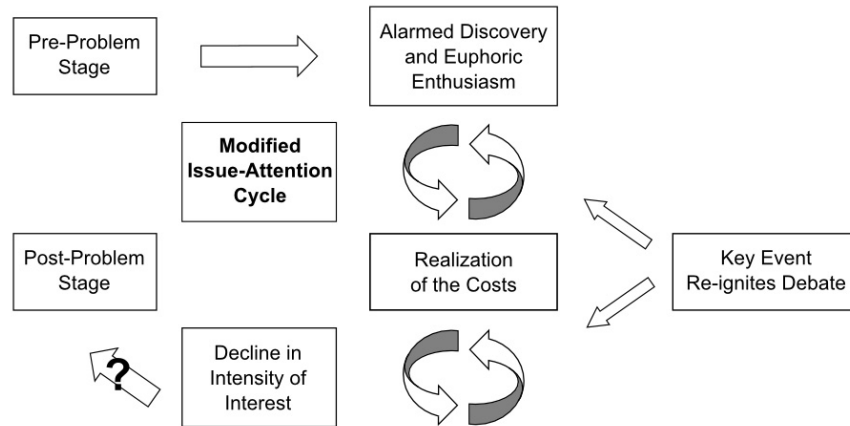 Pre-Problem
Stage
Alarmed Discovery
and Euphoric
Enthusiasm
Modified
Issue-Attention
Cycle
Post-Problem
Stage
Realization
of the Costs
Key Event
Re-ignites Debate
?
Decline in
Intensity of
Interest